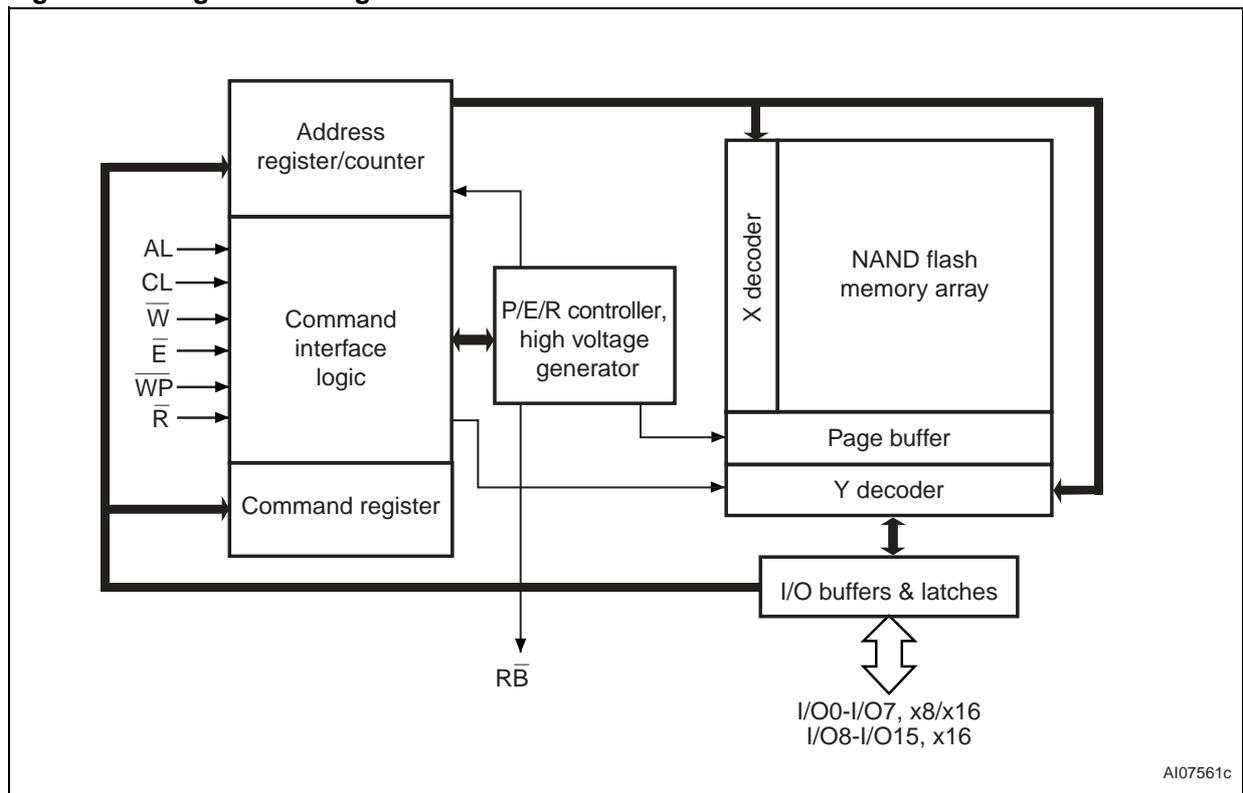 Address
register/counter
AL
CL
W̅
E̅
W̅P̅
R̅
Command
interface
logic
Command register
P/E/R controller,
high voltage
generator
RB̅
X decoder
NAND flash
memory array
Page buffer
Y decoder
I/O buffers & latches
I/O0-I/O7, x8/x16
I/O8-I/O15, x16
AI07561c